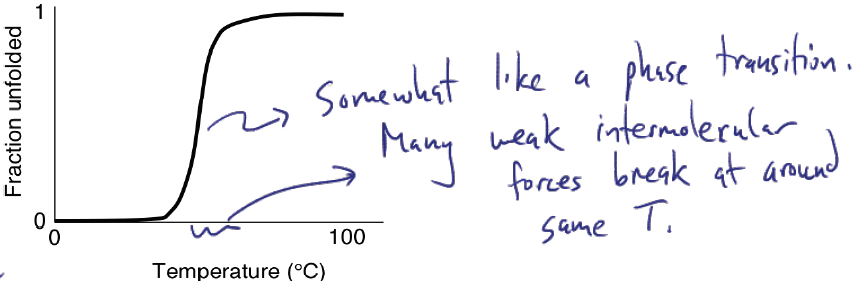 1
Fraction unfolded
0
0
100
Temperature (°C)
Somewhat like a phase transition.
Many weak intermolecular
forces break at around
same T.